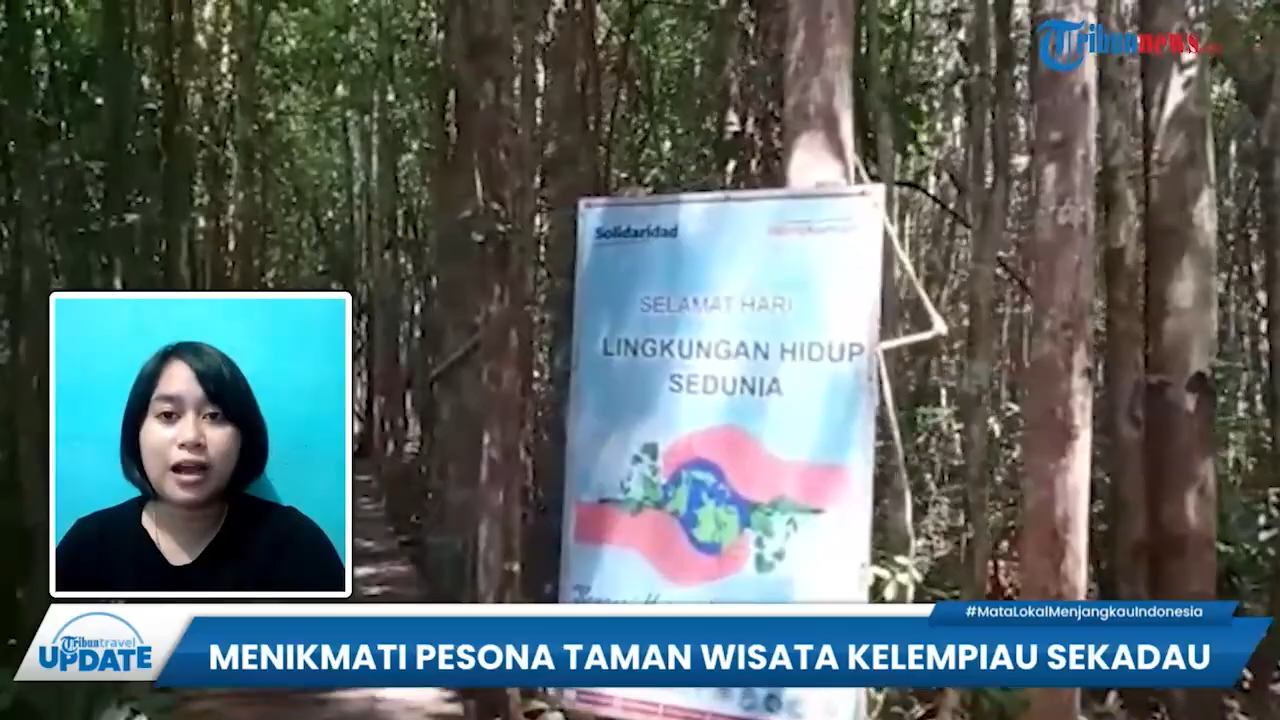 Tribunnews.com
Solidaridad
SELAMAT HARI
LINGKUNGAN HIDUP
SEDUNIA
#MataLokalMenjangkauIndonesia
Tribuntravel
UPDATE
MENIKMATI PESONA TAMAN WISATA KELEMPIAU SEKADAU